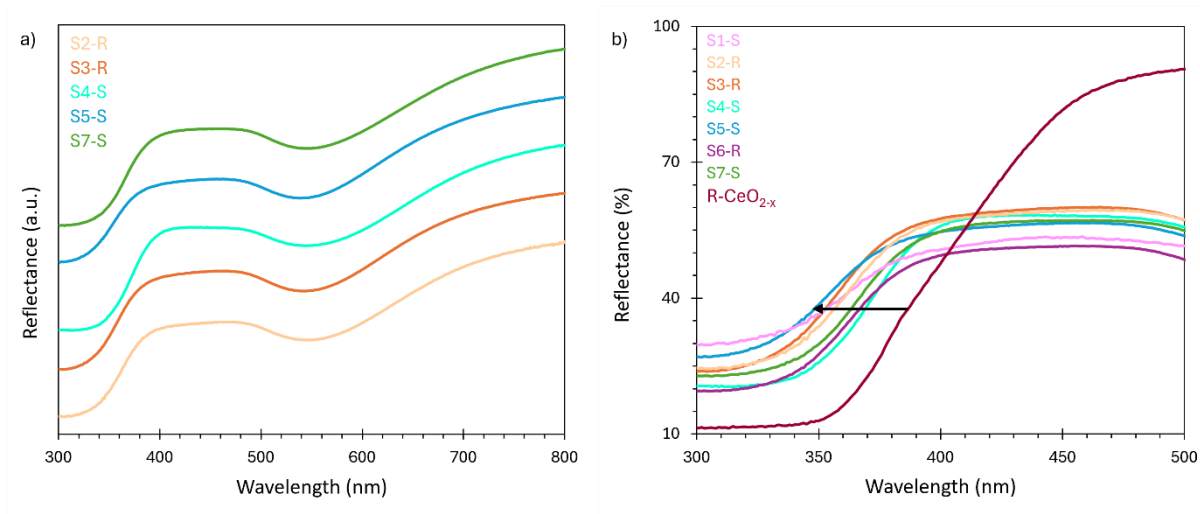 a)
S2-R
S3-R
S4-S
S5-S
S7-S
Reflectance (a.u.)
300 400 500 600 700 800
Wavelength (nm)
b)
S1-S
S2-R
S3-R
S4-S
S5-S
S6-R
S7-S
R-CeO₂₋ₓ
Reflectance (%)
100
70
40
10
300 350 400 450 500
Wavelength (nm)